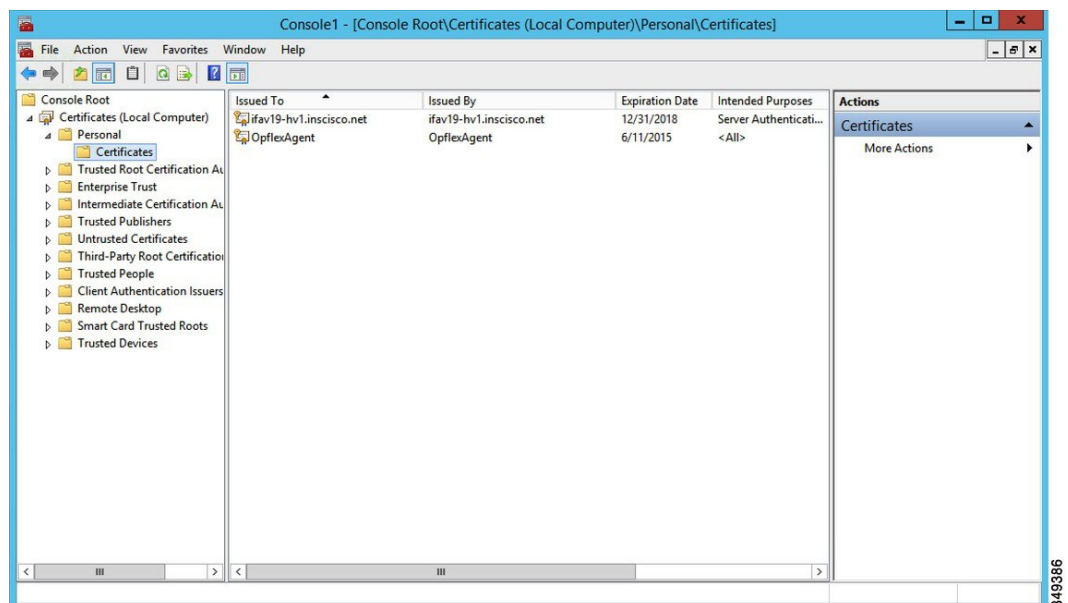 Console1 - [Console Root\Certificates (Local Computer)\Personal\Certificates]
File Action View Favorites Window Help
Console Root
Certificates (Local Computer)
Personal
Certificates
Trusted Root Certification Au
Enterprise Trust
Intermediate Certification Au
Trusted Publishers
Untrusted Certificates
Third-Party Root Certification
Trusted People
Client Authentication Issuers
Remote Desktop
Smart Card Trusted Roots
Trusted Devices
Issued To Issued By Expiration Date Intended Purposes
ifav19-hv1.inscisco.net ifav19-hv1.inscisco.net 12/31/2018 Server Authenticati...
OpflexAgent OpflexAgent 6/11/2015 <All>
Actions
Certificates
More Actions
349386